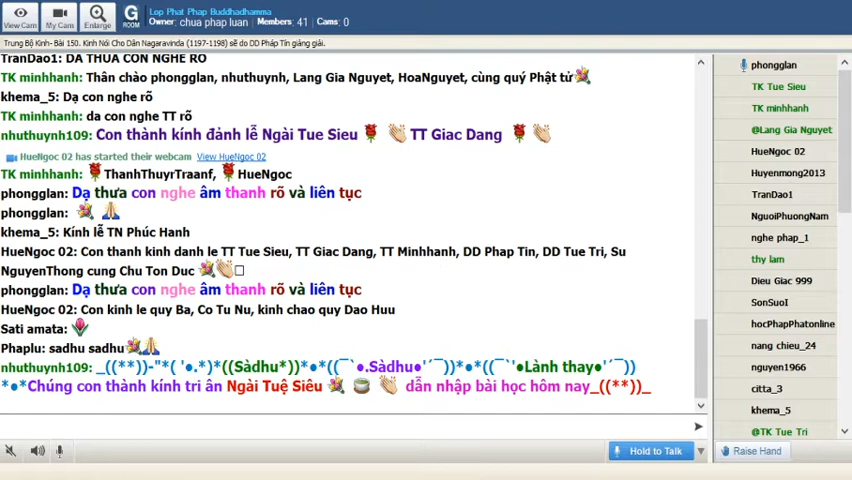 View Cam
My Cam
Enlarge
G
ROOM
Lop Phat Phap Buddhadhamma
Owner: chua phap luan
Members: 41
Cams: 0
Trung Bộ Kinh- Bài 150. Kinh Nói Cho Dân Nagaravinda (1197-1198) sẽ do DD Pháp Tín giảng giải.
TranDao1: DẠ THƯA CON NGHE RÕ
TK minhhanh: Thân chào phongglan, nhuthuynh, Lang Gia Nguyet, HoaNguyet, cùng quý Phật tử
khema_5: Dạ con nghe rõ
TK minhhanh: da con nghe TT rõ
nhuthuynh109: Con thành kính đảnh lễ Ngài Tue Sieu TT Giac Dang
HueNgoc 02 has started their webcam View HueNgoc 02
TK minhhanh: ThanhThuyrTraanf, HueNgoc
phongglan: Dạ thưa con nghe âm thanh rõ và liên tục
phongglan:
khema_5: Kính lễ TN Phúc Hanh
HueNgoc 02: Con thanh kinh danh le TT Tue Sieu, TT Giac Dang, TT Minhhanh, DD Phap Tin, DD Tue Tri, Su
NguyenThong cung Chu Ton Duc
phongglan: Dạ thưa con nghe âm thanh rõ và liên tục
HueNgoc 02: Con kinh le quy Ba, Co Tu Nu, kinh chao quy Dao Huu
Sati amata:
Phaplu: sadhu sadhu
nhuthuynh109: _((**))-"*( '●.*)*((Sàdhu*))*●*((¯`●.Sàdhu●'´¯))*●*((¯`'●Lành thay●'´¯))
*●*Chúng con thành kính tri ân Ngài Tuệ Siêu dẫn nhập bài học hôm nay_((**))_
Hold to Talk
phongglan
TK Tue Sieu
TK minhhanh
@Lang Gia Nguyet
HueNgoc 02
Huyenmong2013
TranDao1
NguoiPhuongNam
nghe phap_1
thy lam
Dieu Giac 999
SonSuoI
hocPhapPhatonline
nang chieu_24
nguyen1966
citta_3
khema_5
@TK Tue Tri
Raise Hand